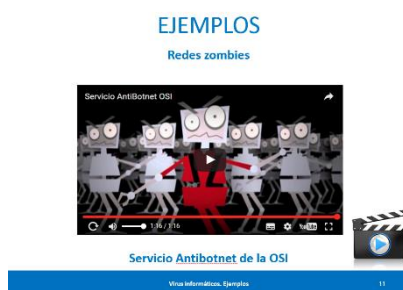 EJEMPLOS
Redes zombies
Servicio AntiBotnet OSI
1:16 / 1:16
YouTube
Servicio Antibotnet de la OSI
Virus informáticos. Ejemplos
11